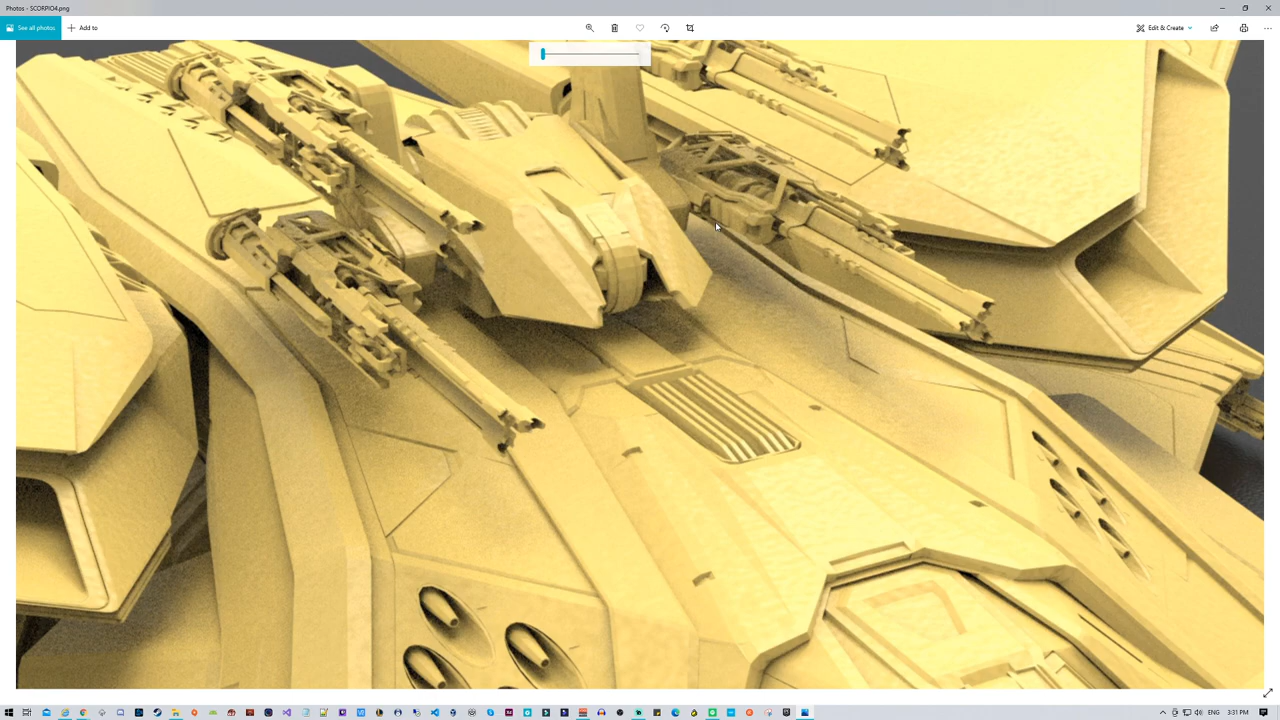 Photos - SCORPIO4.png
See all photos
Add to
Edit & Create
ENG
3:31 PM